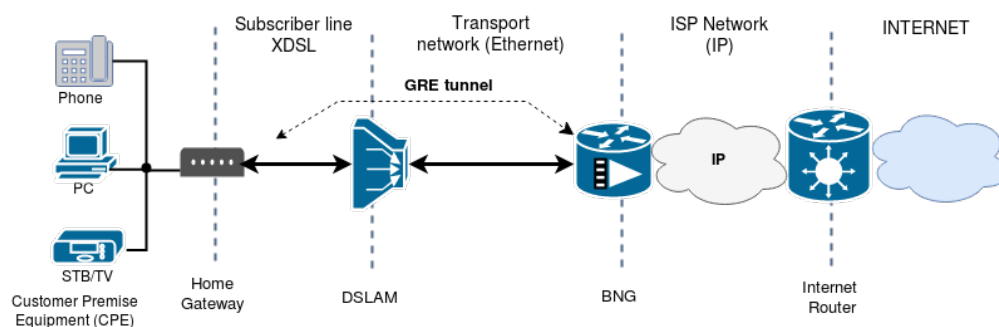 Subscriber line
XDSL
Transport
network (Ethernet)
ISP Network
(IP)
INTERNET
GRE tunnel
Phone
PC
IP
STB/TV
Customer Premise
Equipment (CPE)
Home
Gateway
DSLAM
BNG
Internet
Router